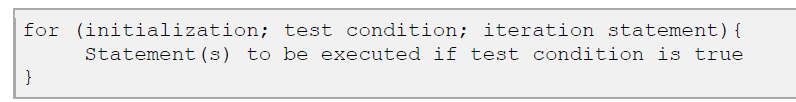 for (initialization; test condition; iteration statement){
Statement(s) to be executed if test condition is true
}